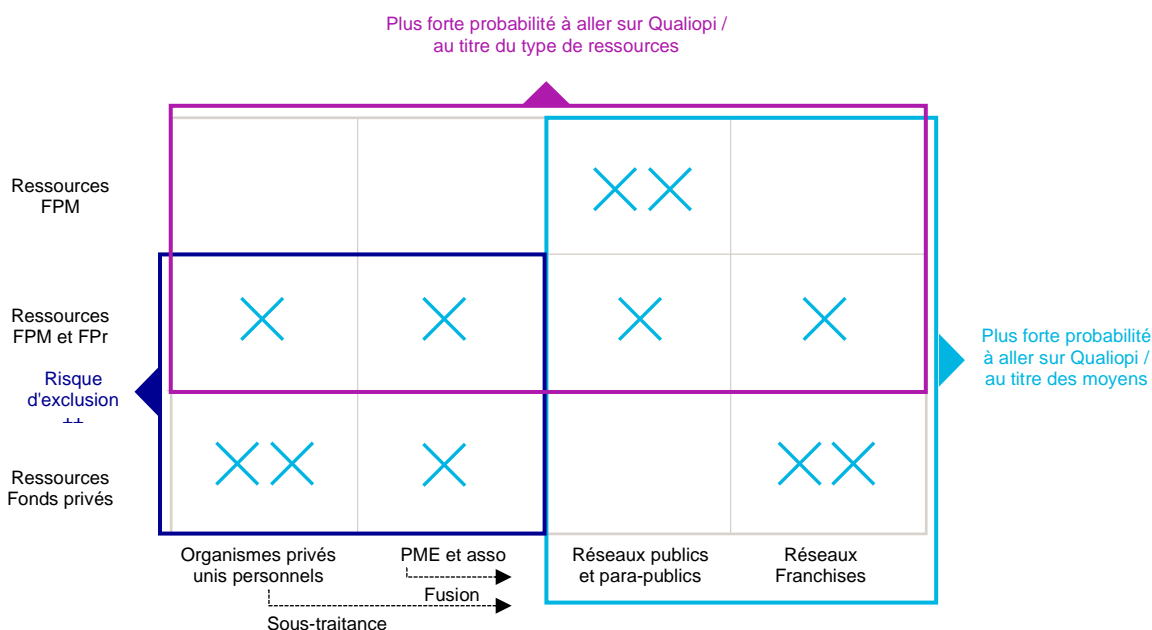 Plus forte probabilité à aller sur Qualiopi /
au titre du type de ressources
Ressources
FPM
Ressources
FPM et FPr
Risque
d'exclusion
++
Ressources
Fonds privés
Plus forte probabilité
à aller sur Qualiopi /
au titre des moyens
Organismes privés
unis personnels
PME et asso
Réseaux publics
et para-publics
Réseaux
Franchises
Fusion
Sous-traitance